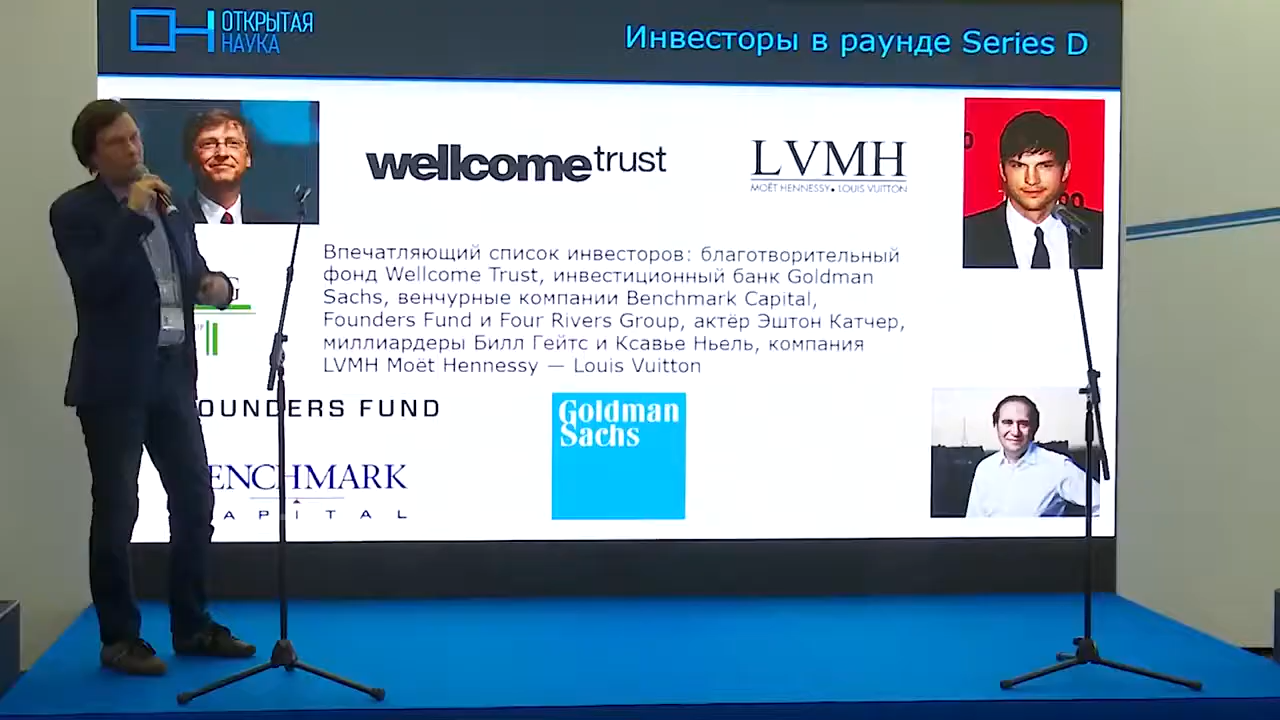 ОТКРЫТАЯ
НАУКА
Инвесторы в раунде Series D
wellcome trust
LVMH
MOËT HENNESSY • LOUIS VUITTON
Впечатляющий список инвесторов: благотворительный
фонд Wellcome Trust, инвестиционный банк Goldman
Sachs, венчурные компании Benchmark Capital,
Founders Fund и Four Rivers Group, актёр Эштон Катчер,
миллиардеры Билл Гейтс и Ксавье Ньель, компания
LVMH Moët Hennessy — Louis Vuitton
OUNDERS FUND
Goldman
Sachs
ENCHMARK
APITAL